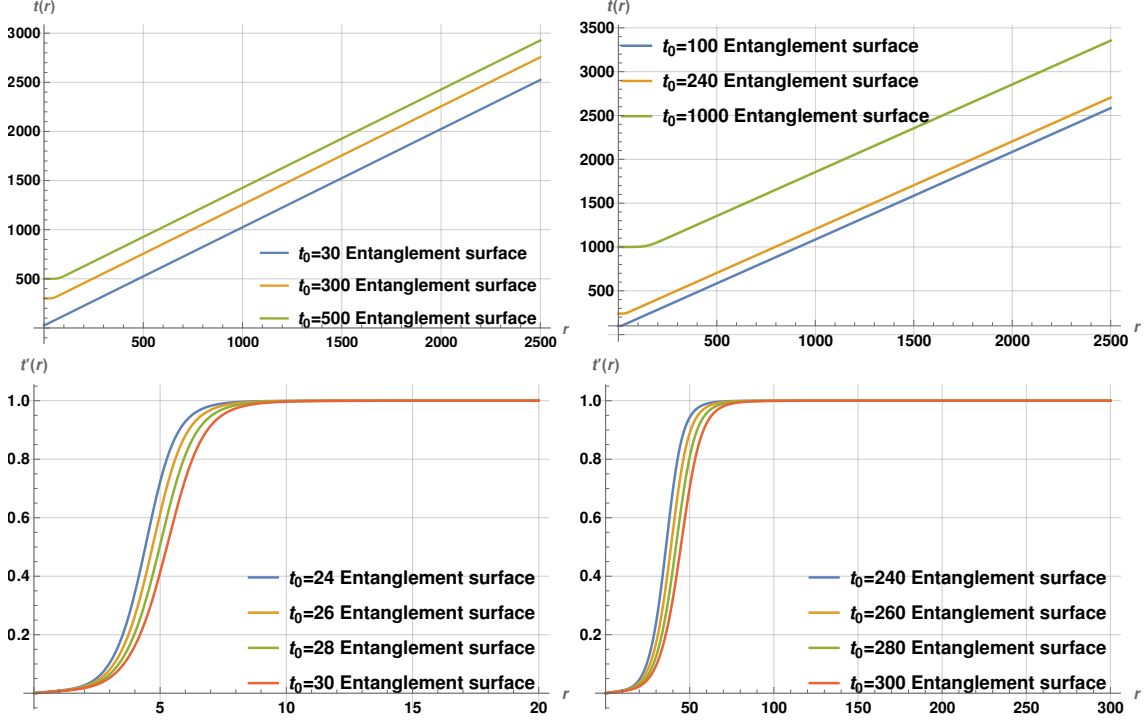 t(r)
3000
2500
2000
1500
1000
500
t0=30 Entanglement surface
t0=300 Entanglement surface
t0=500 Entanglement surface
500 1000 1500 2000 2500 r
t(r)
3500
3000
2500
2000
1500
1000
500
t0=100 Entanglement surface
t0=240 Entanglement surface
t0=1000 Entanglement surface
500 1000 1500 2000 2500 r
t'(r)
1.0
0.8
0.6
0.4
0.2
t0=24 Entanglement surface
t0=26 Entanglement surface
t0=28 Entanglement surface
t0=30 Entanglement surface
5 10 15 20 r
t'(r)
1.0
0.8
0.6
0.4
0.2
t0=240 Entanglement surface
t0=260 Entanglement surface
t0=280 Entanglement surface
t0=300 Entanglement surface
50 100 150 200 250 300 r